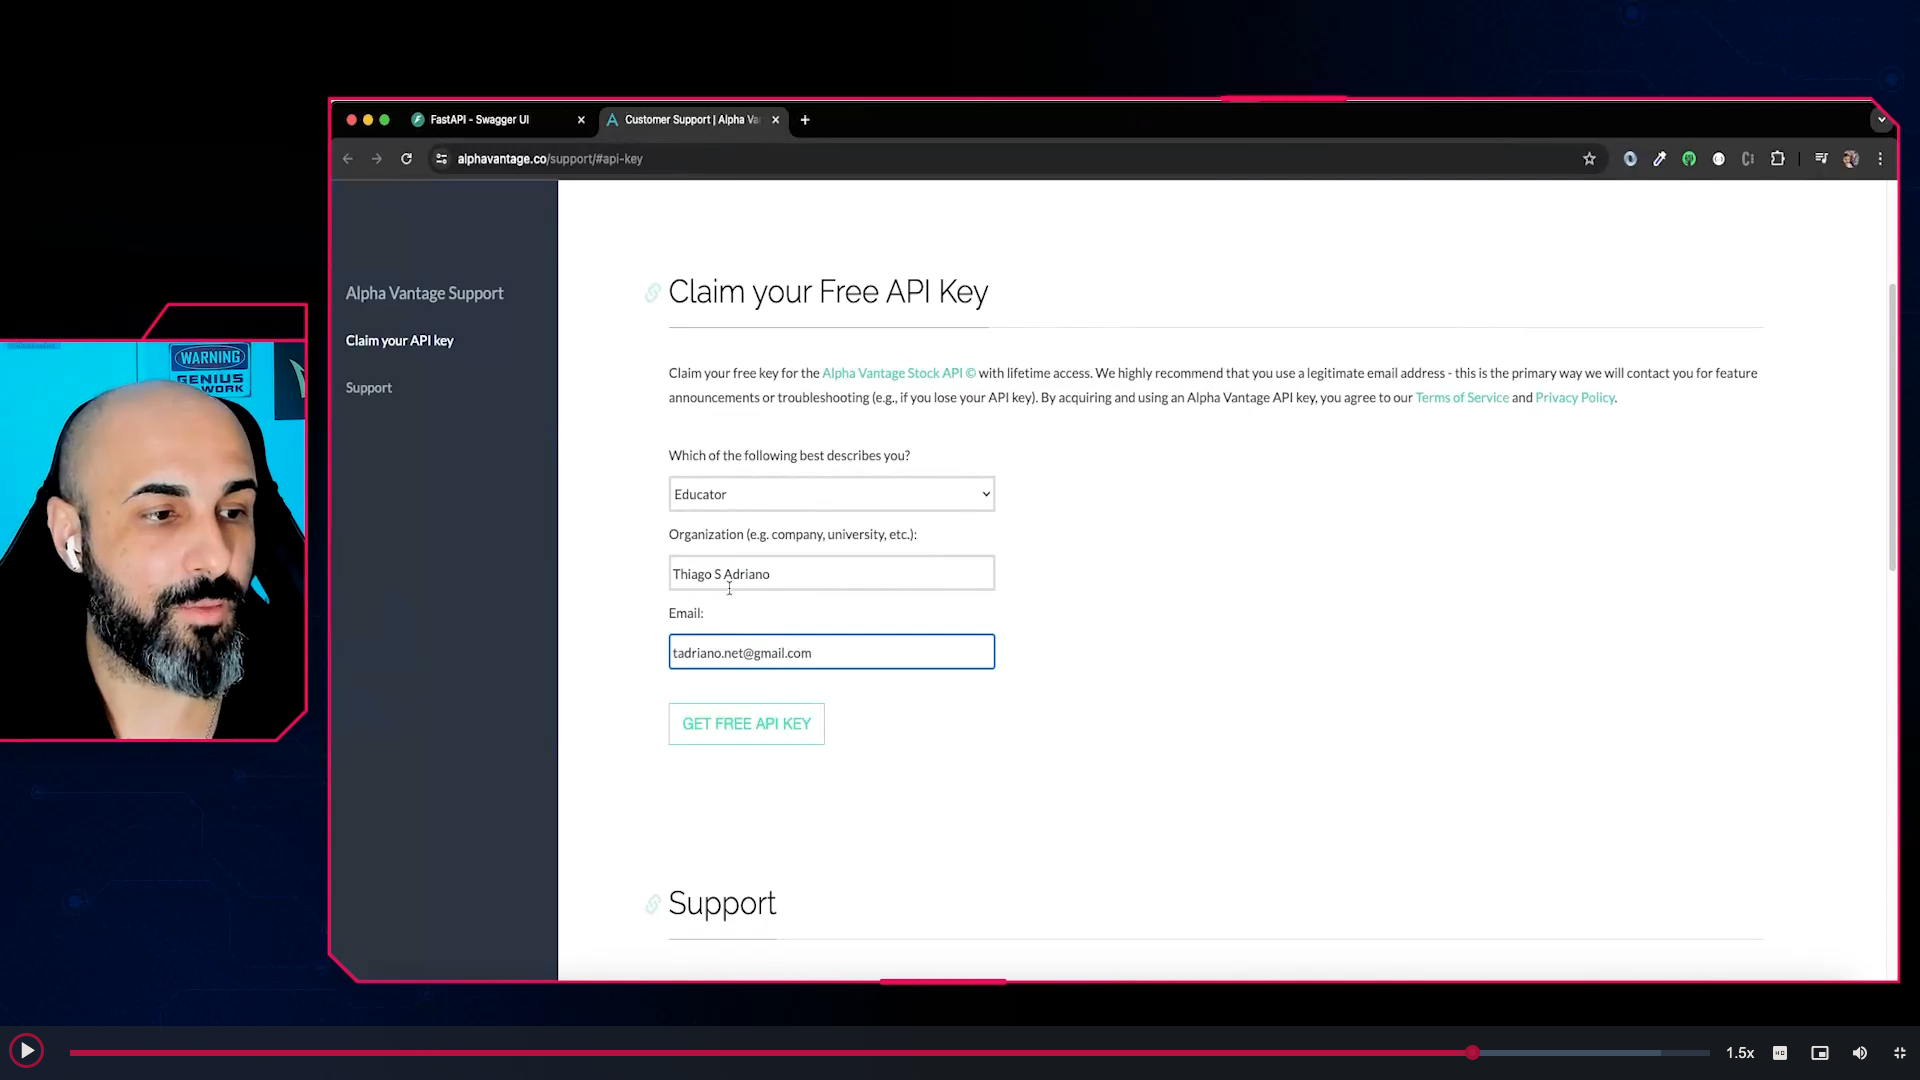 FastAPI - Swagger UI
Customer Support | Alpha Va
alphavantage.co/support/#api-key
WARNING
GENIUS
WORK
Alpha Vantage Support
Claim your API key
Support
Claim your Free API Key
Claim your free key for the Alpha Vantage Stock API © with lifetime access. We highly recommend that you use a legitimate email address - this is the primary way we will contact you for feature
announcements or troubleshooting (e.g., if you lose your API key). By acquiring and using an Alpha Vantage API key, you agree to our Terms of Service and Privacy Policy.
Which of the following best describes you?
Educator
Organization (e.g. company, university, etc.):
Thiago S Adriano
Email:
tadriano.net@gmail.com
GET FREE API KEY
Support
1.5x
HD